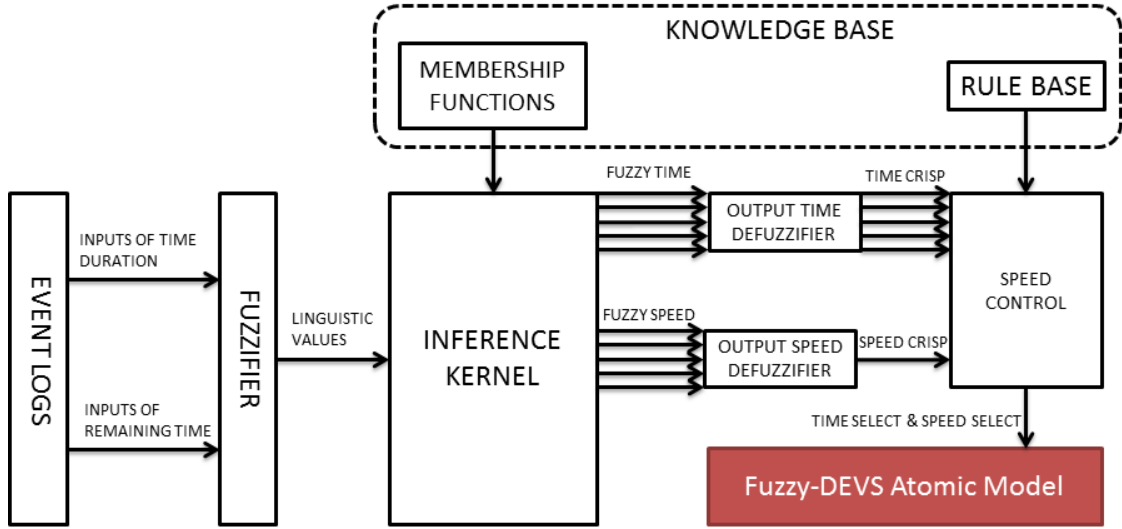 KNOWLEDGE BASE
MEMBERSHIP
FUNCTIONS
RULE BASE
FUZZY TIME
TIME CRISP
OUTPUT TIME
DEFUZZIFIER
INPUTS OF TIME
DURATION
EVENT LOGS
FUZZIFIER
LINGUISTIC
VALUES
INFERENCE
KERNEL
SPEED
CONTROL
FUZZY SPEED
OUTPUT SPEED
DEFUZZIFIER
SPEED CRISP
INPUTS OF
REMAINING TIME
TIME SELECT & SPEED SELECT
Fuzzy-DEVS Atomic Model